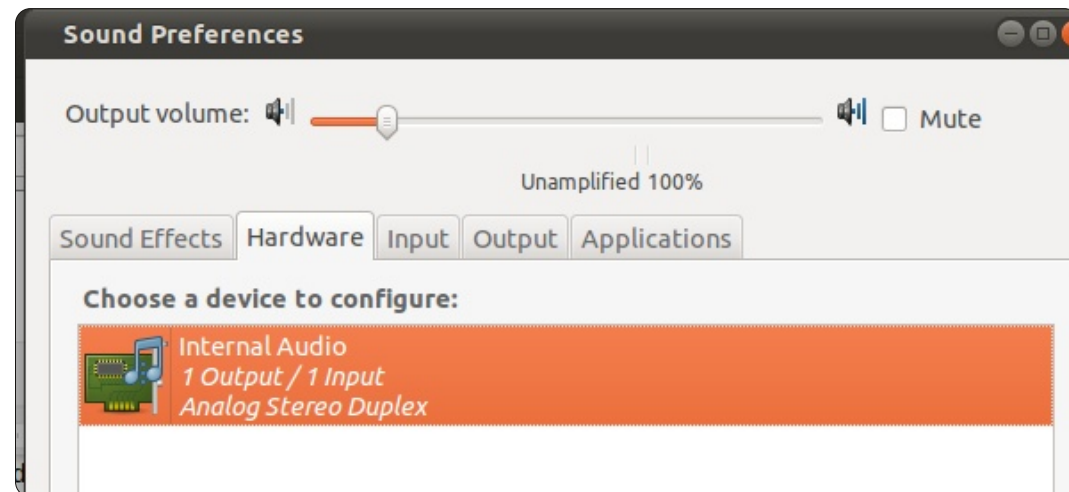 Sound Preferences
Output volume: Mute
Unamplified 100%
Sound Effects Hardware Input Output Applications
Choose a device to configure:
Internal Audio
1 Output / 1 Input
Analog Stereo Duplex